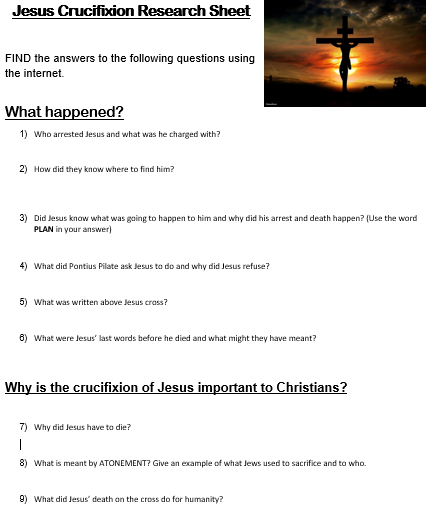 Jesus Crucifixion Research Sheet
FIND the answers to the following questions using
the internet.
What happened?
1) Who arrested Jesus and what was he charged with?
2) How did they know where to find him?
3) Did Jesus know what was going to happen to him and why did his arrest and death happen? (Use the word
PLAN in your answer)
4) What did Pontius Pilate ask Jesus to do and why did Jesus refuse?
5) What was written above Jesus cross?
6) What were Jesus' last words before he died and what might they have meant?
Why is the crucifixion of Jesus important to Christians?
7) Why did Jesus have to die?
8) What is meant by ATONEMENT? Give an example of what Jews used to sacrifice and to who.
9) What did Jesus' death on the cross do for humanity?